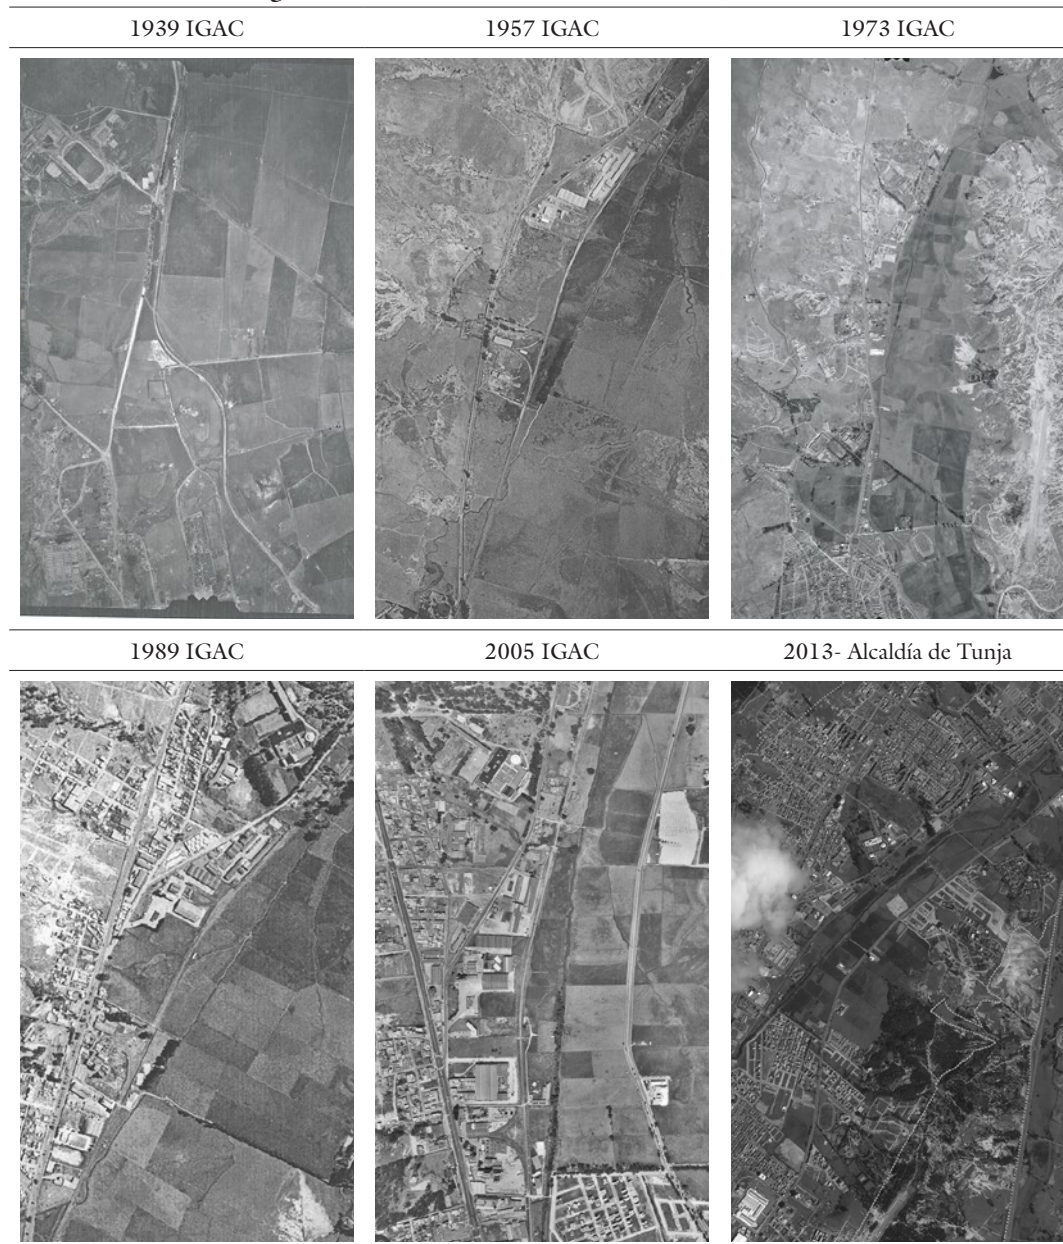 1939 IGAC
1957 IGAC
1973 IGAC
1989 IGAC
2005 IGAC
2013- Alcaldía de Tunja